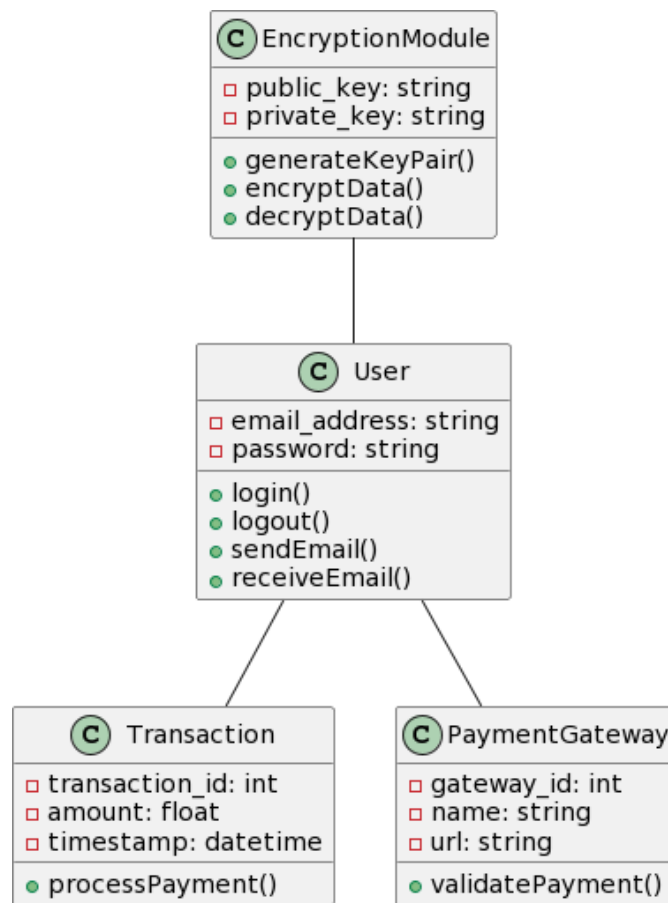 C EncryptionModule
public_key: string
private_key: string
generateKeyPair()
encryptData()
decryptData()
C User
email_address: string
password: string
login()
logout()
sendEmail()
receiveEmail()
C Transaction
transaction_id: int
amount: float
timestamp: datetime
processPayment()
C PaymentGateway
gateway_id: int
name: string
url: string
validatePayment()